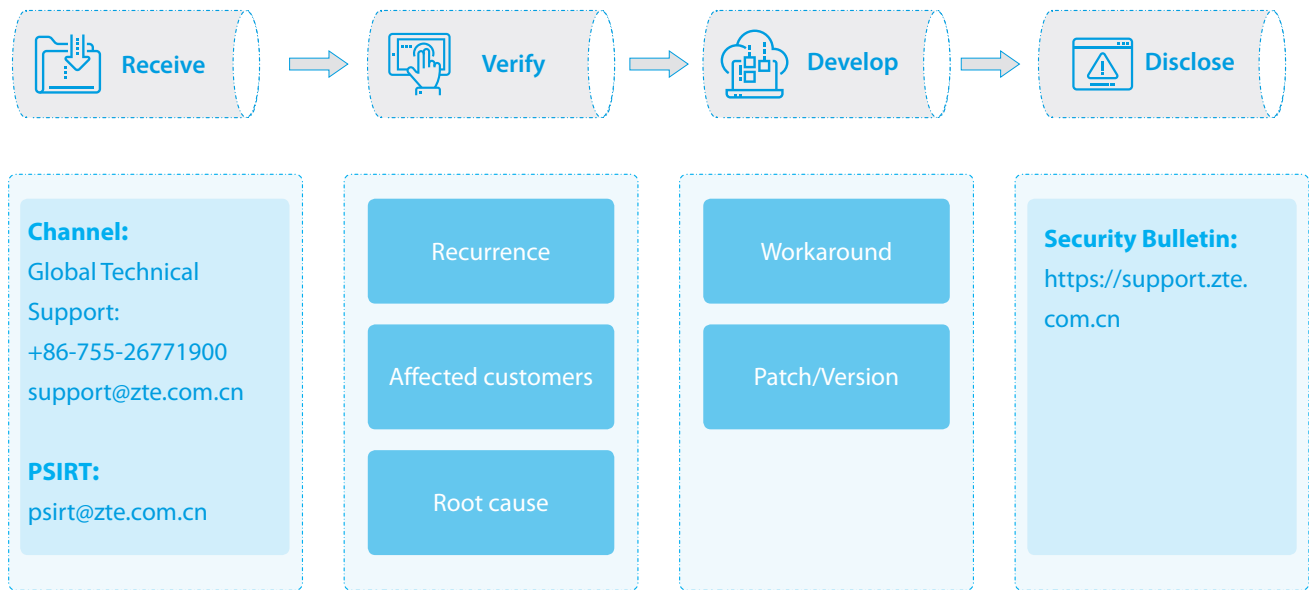 Receive
Verify
Develop
Disclose
Channel:
Global Technical
Support:
+86-755-26771900
support@zte.com.cn
PSIRT:
psirt@zte.com.cn
Recurrence
Affected customers
Root cause
Workaround
Patch/Version
Security Bulletin:
https://support.zte.
com.cn